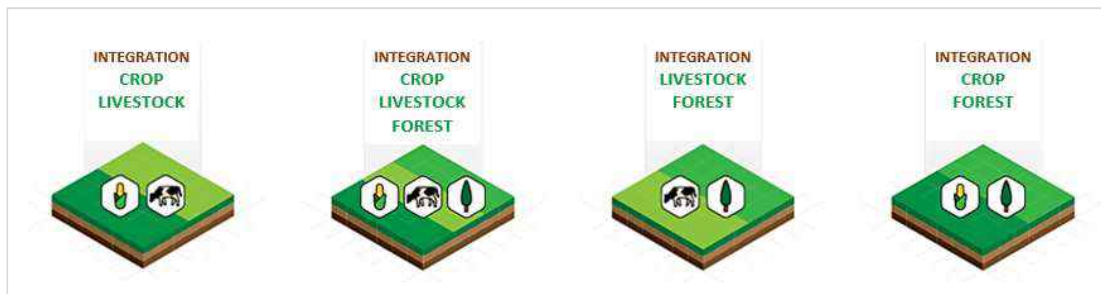 INTEGRATION
CROP
LIVESTOCK
INTEGRATION
CROP
LIVESTOCK
FOREST
INTEGRATION
LIVESTOCK
FOREST
INTEGRATION
CROP
FOREST